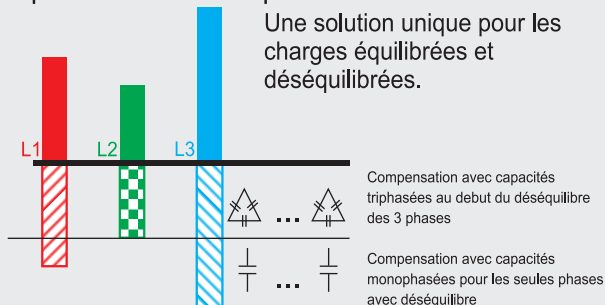 Une solution unique pour les
charges équilibrées et
déséquilibrées.
L1
L2
L3
Compensation avec capacités
triphasées au debut du déséquilibre
des 3 phases
Compensation avec capacités
monophasées pour les seules phases
avec déséquilibre